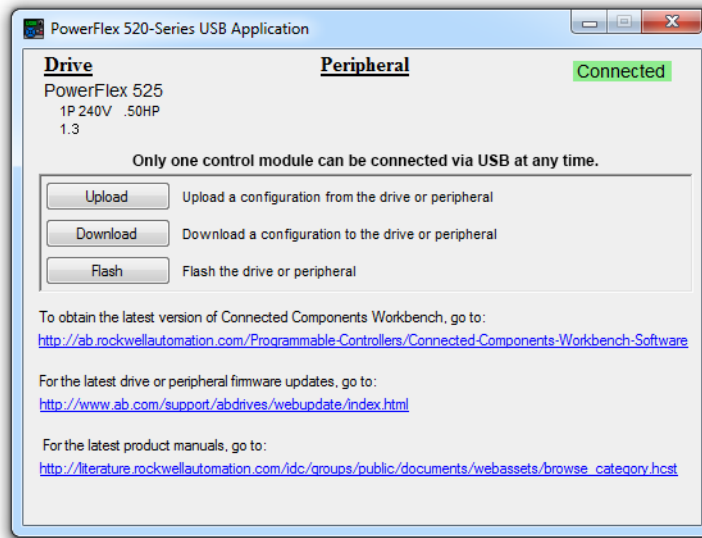 PowerFlex 520-Series USB Application
Drive Peripheral Connected
PowerFlex 525
1P 240V .50HP
1.3
Only one control module can be connected via USB at any time.
Upload Upload a configuration from the drive or peripheral
Download Download a configuration to the drive or peripheral
Flash Flash the drive or peripheral
To obtain the latest version of Connected Components Workbench, go to:
http://ab.rockwellautomation.com/Programmable-Controllers/Connected-Components-Workbench-Software
For the latest drive or peripheral firmware updates, go to:
http://www.ab.com/support/abdrives/webupdate/index.html
For the latest product manuals, go to:
http://literature.rockwellautomation.com/idc/groups/public/documents/webassets/browse_category.hcst